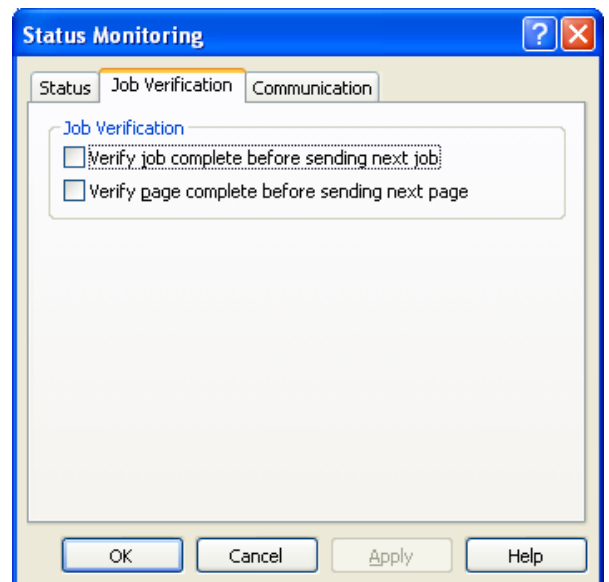 Status Monitoring
Status Job Verification Communication
Job Verification
Verify job complete before sending next job
Verify page complete before sending next page
OK Cancel Apply Help